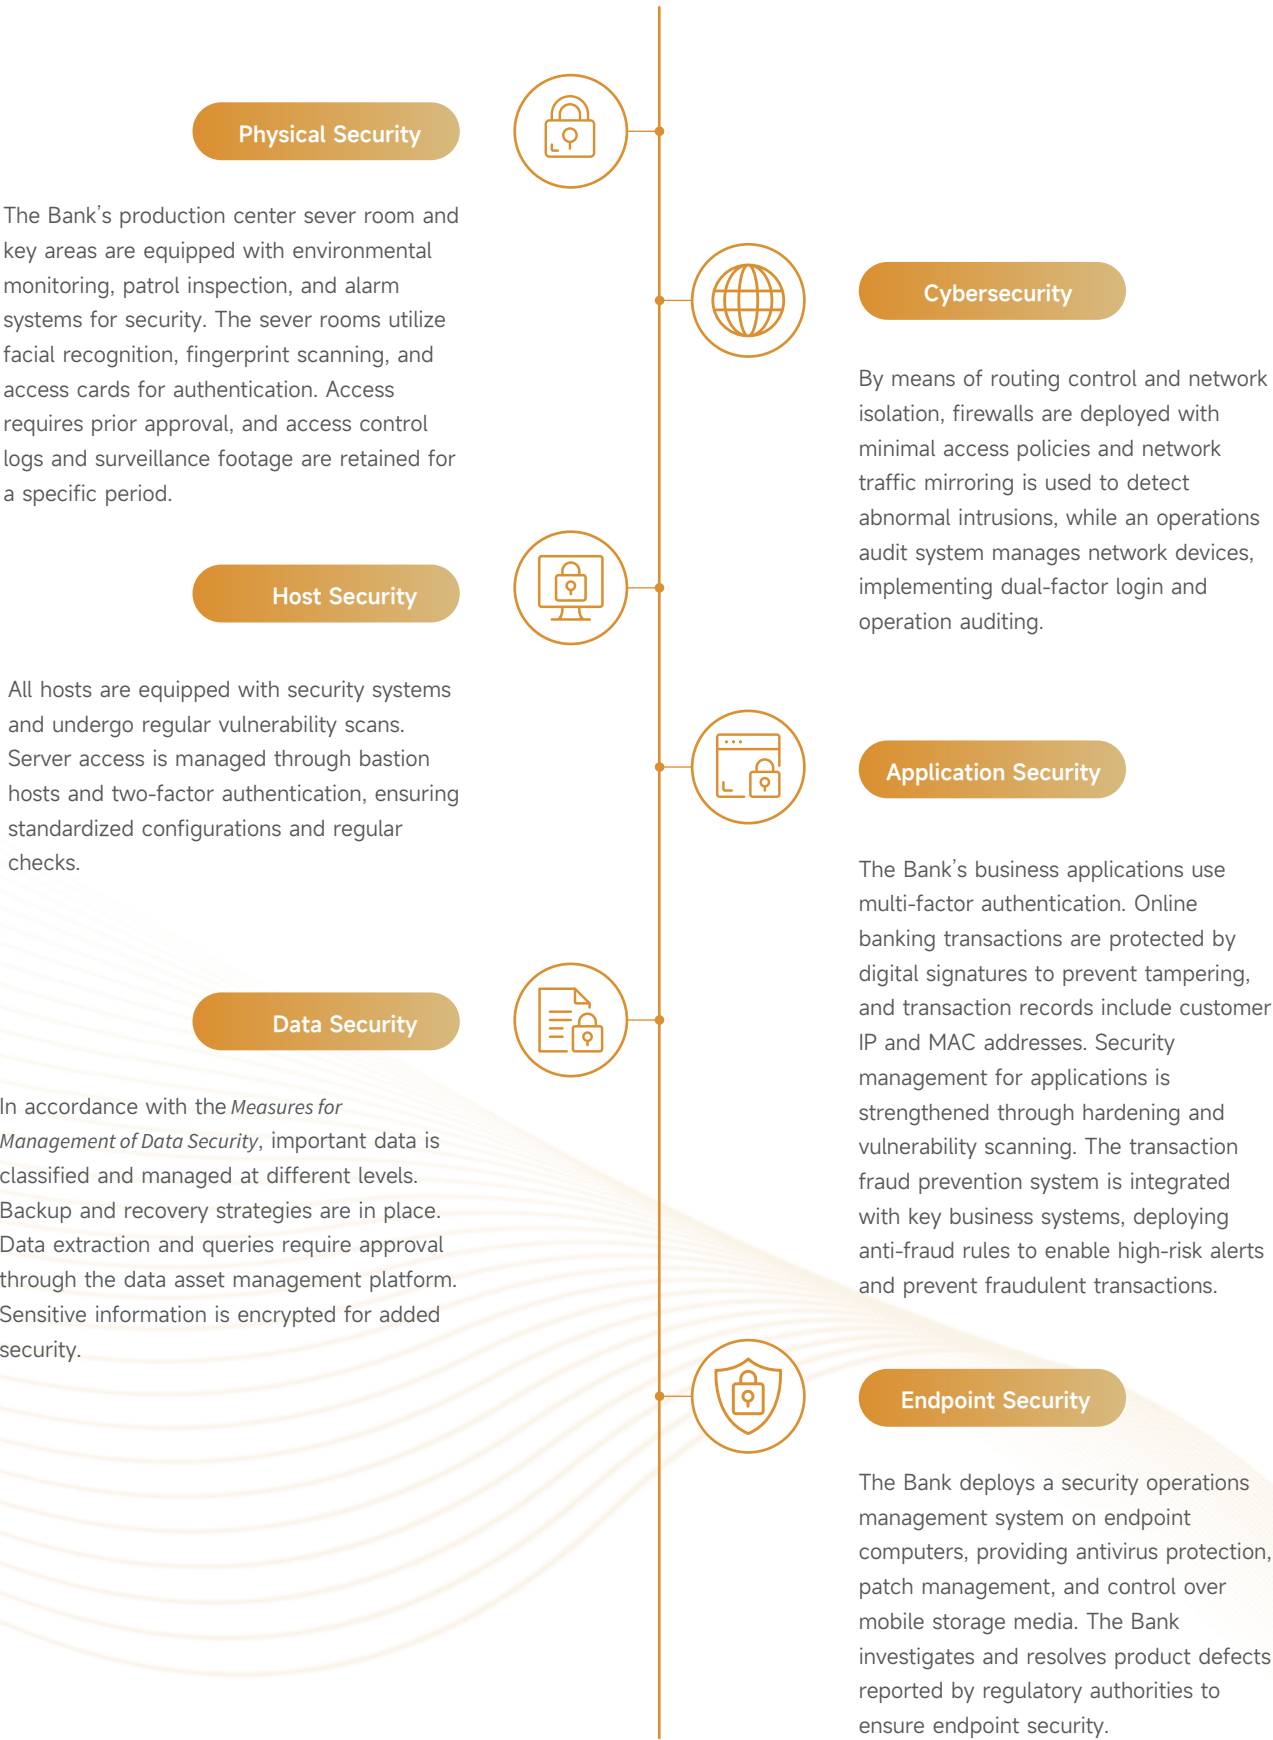 Physical Security
The Bank's production center sever room and
key areas are equipped with environmental
monitoring, patrol inspection, and alarm
systems for security. The sever rooms utilize
facial recognition, fingerprint scanning, and
access cards for authentication. Access
requires prior approval, and access control
logs and surveillance footage are retained for
a specific period.
Cybersecurity
By means of routing control and network
isolation, firewalls are deployed with
minimal access policies and network
traffic mirroring is used to detect
abnormal intrusions, while an operations
audit system manages network devices,
implementing dual-factor login and
operation auditing.
Host Security
All hosts are equipped with security systems
and undergo regular vulnerability scans.
Server access is managed through bastion
hosts and two-factor authentication, ensuring
standardized configurations and regular
checks.
Application Security
The Bank's business applications use
multi-factor authentication. Online
banking transactions are protected by
digital signatures to prevent tampering,
and transaction records include customer
IP and MAC addresses. Security
management for applications is
strengthened through hardening and
vulnerability scanning. The transaction
fraud prevention system is integrated
with key business systems, deploying
anti-fraud rules to enable high-risk alerts
and prevent fraudulent transactions.
Data Security
In accordance with the Measures for
Management of Data Security, important data is
classified and managed at different levels.
Backup and recovery strategies are in place.
Data extraction and queries require approval
through the data asset management platform.
Sensitive information is encrypted for added
security.
Endpoint Security
The Bank deploys a security operations
management system on endpoint
computers, providing antivirus protection,
patch management, and control over
mobile storage media. The Bank
investigates and resolves product defects
reported by regulatory authorities to
ensure endpoint security.